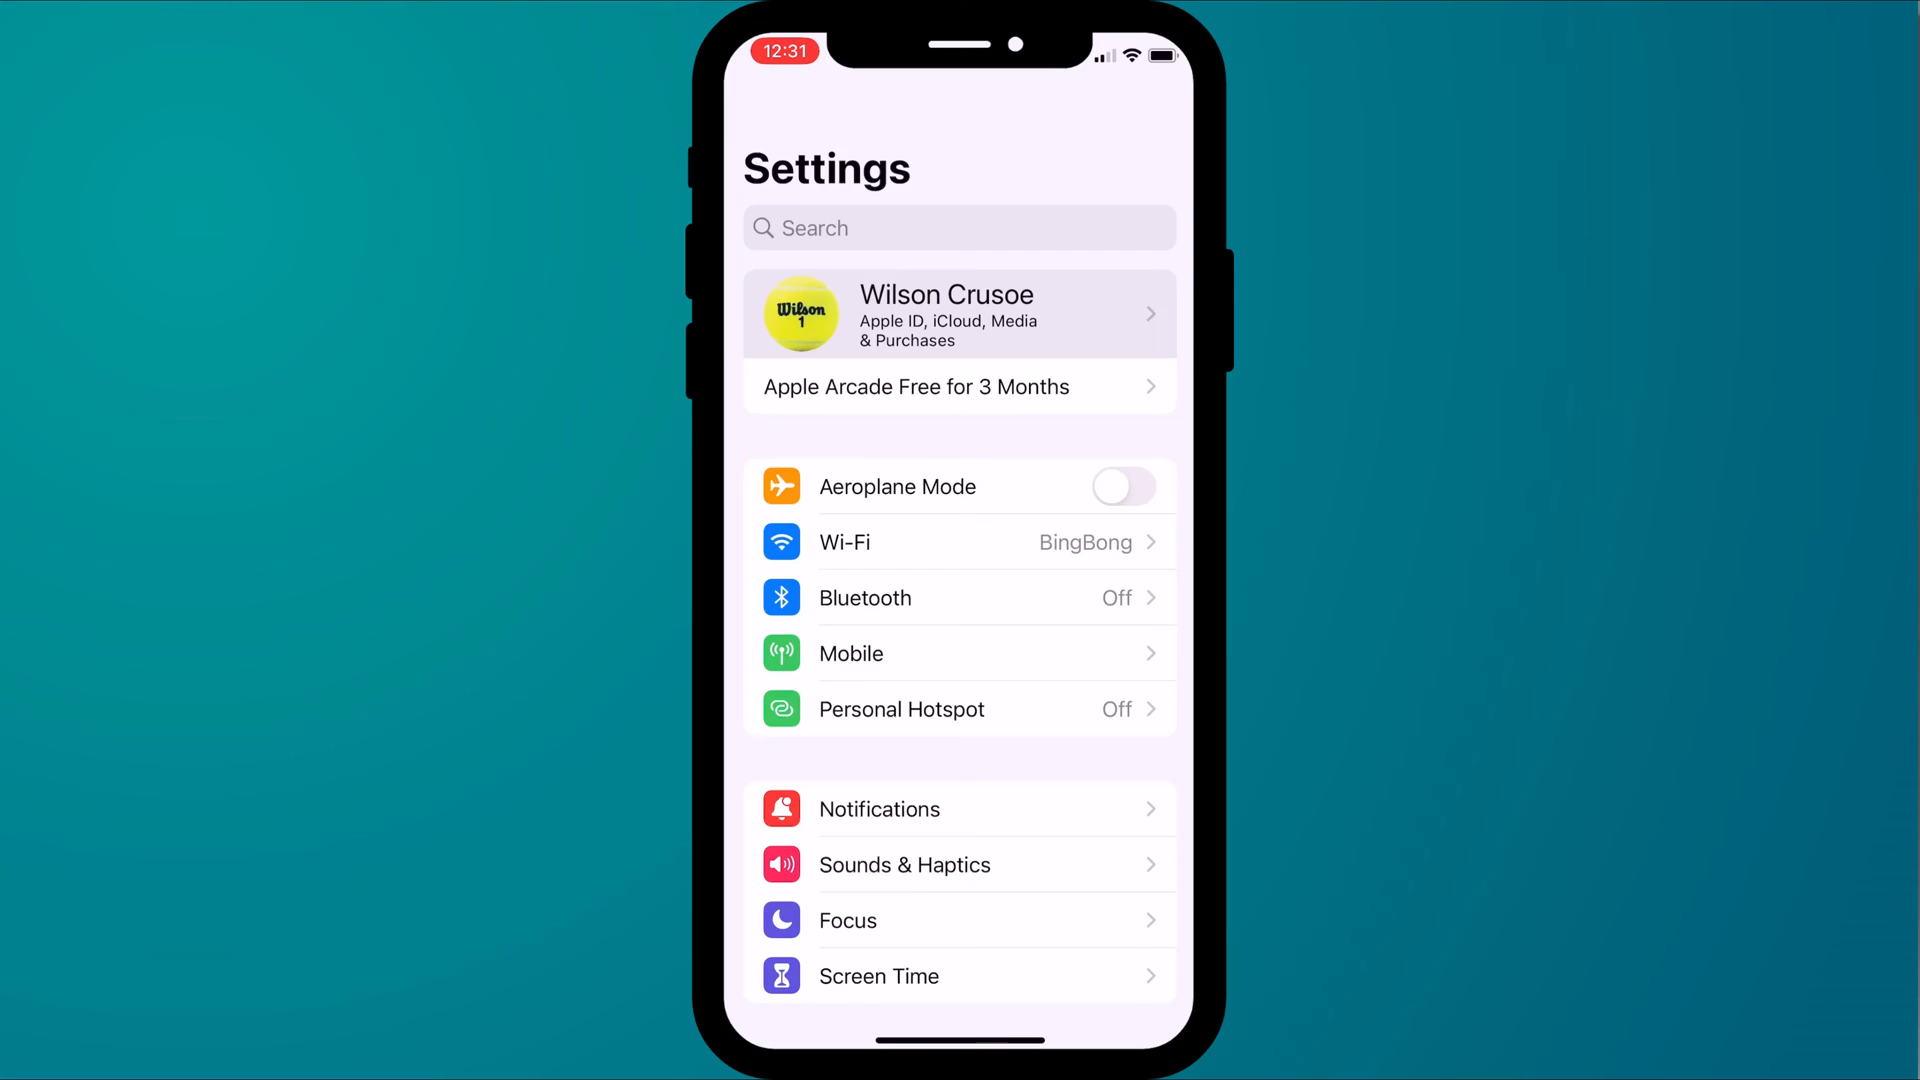 12:31
Settings
Search
Wilson
1
Wilson Crusoe
Apple ID, iCloud, Media
& Purchases
Apple Arcade Free for 3 Months
Aeroplane Mode
Wi-Fi BingBong
Bluetooth Off
Mobile
Personal Hotspot Off
Notifications
Sounds & Haptics
Focus
Screen Time